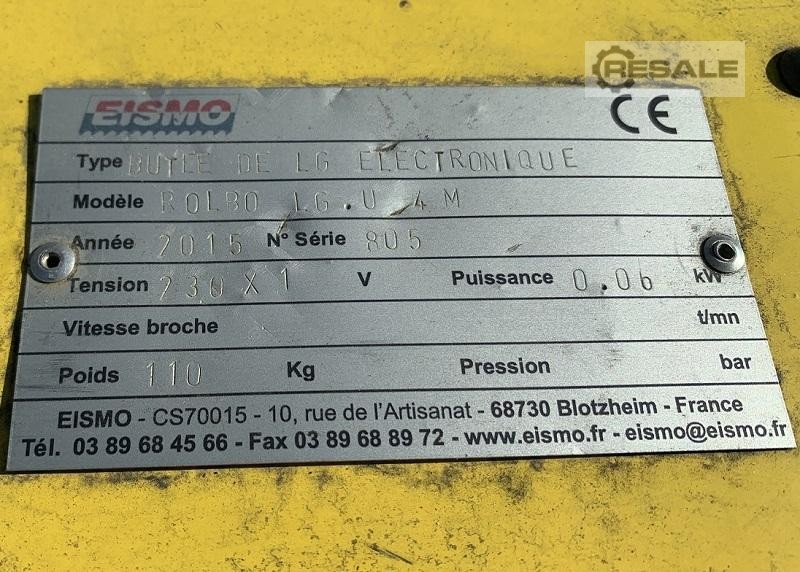 RESALE
EISMO CE
Type BUTEE DE LG ELECTRONIQUE
Modèle ROLBO LG.U 4M
Année 2015 N° Série 805
Tension 230 X 1 V Puissance 0.06 kW
Vitesse broche t/mn
Poids 110 Kg Pression bar
EISMO - CS70015 - 10, rue de l'Artisanat - 68730 Blotzheim - France
Tél. 03 89 68 45 66 - Fax 03 89 68 89 72 - www.eismo.fr - eismo@eismo.fr